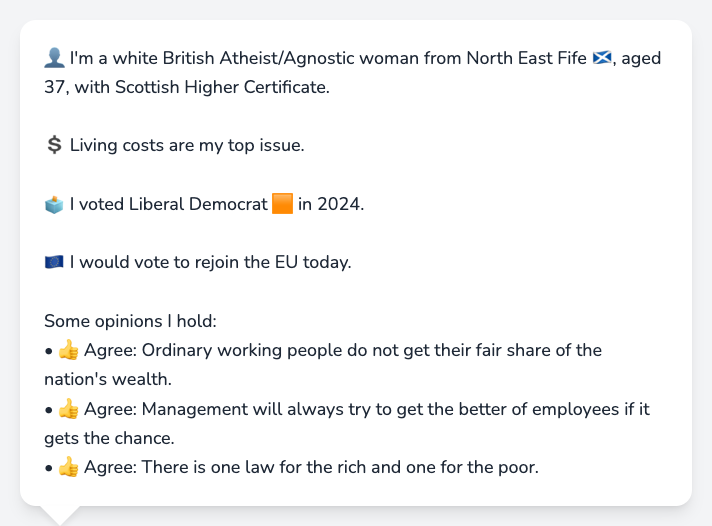 👤 I'm a white British Atheist/Agnostic woman from North East Fife 🏴󠁧󠁢󠁳󠁣󠁴󠁿, aged
37, with Scottish Higher Certificate.
💲 Living costs are my top issue.
🗳️ I voted Liberal Democrat 🟧 in 2024.
🇪🇺 I would vote to rejoin the EU today.
Some opinions I hold:
• 👍 Agree: Ordinary working people do not get their fair share of the
nation's wealth.
• 👍 Agree: Management will always try to get the better of employees if it
gets the chance.
• 👍 Agree: There is one law for the rich and one for the poor.